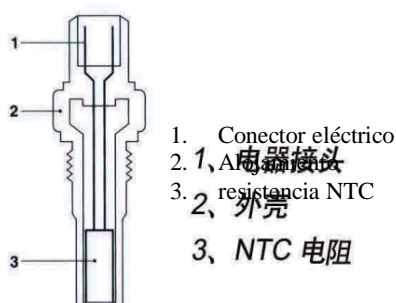 1
2
3
1. Conector eléctrico
2. Alojamiento
3. resistencia NTC
1、电器接头
2、外壳
3、NTC 电阻